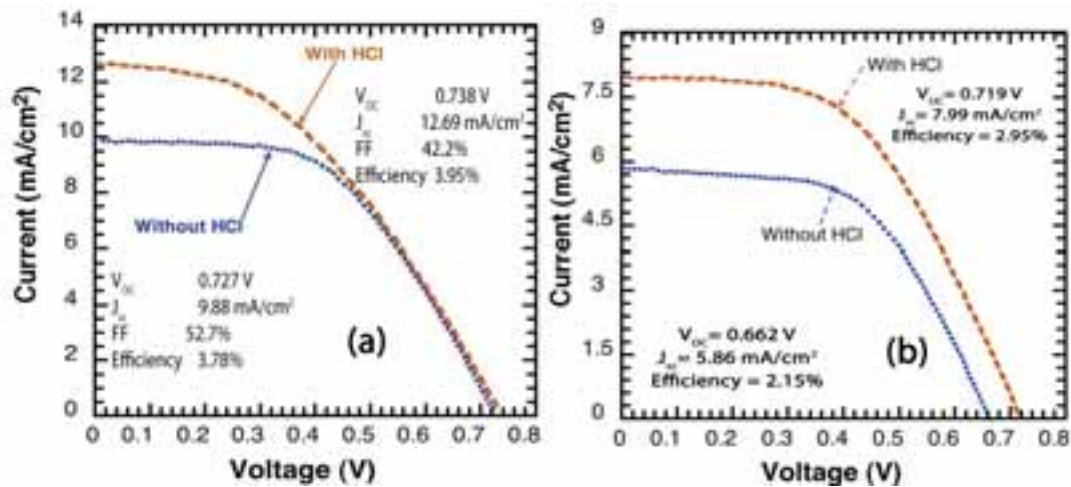 14
12
10
8
6
4
2
0
Current (mA/cm²)
With HCl
V_OC 0.738 V
J_sc 12.69 mA/cm²
FF 42.2%
Efficiency 3.95%
Without HCl
V_OC 0.727 V
J_sc 9.88 mA/cm²
FF 52.7%
Efficiency 3.78%
(a)
0 0.1 0.2 0.3 0.4 0.5 0.6 0.7 0.8
Voltage (V)
9
7.5
6
4.5
3
1.5
0
Current (mA/cm²)
With HCl
V_OC= 0.719 V
J_sc= 7.99 mA/cm²
Efficiency = 2.95%
Without HCl
V_OC= 0.662 V
J_sc= 5.86 mA/cm²
Efficiency = 2.15%
(b)
0 0.1 0.2 0.3 0.4 0.5 0.6 0.7 0.8
Voltage (V)